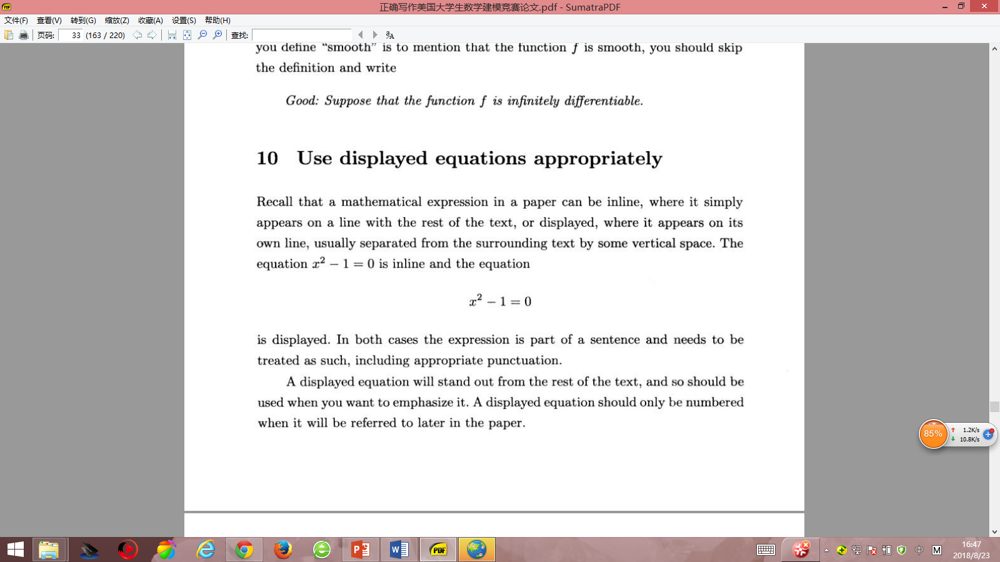 正确写作美国大学生数学建模竞赛论文.pdf - SumatraPDF
文件(F) 查看(V) 转到(G) 缩放(Z) 收藏(A) 设置(S) 帮助(H)
页码: 33 (163 / 220) 查找:
you define “smooth” is to mention that the function f is smooth, you should skip
the definition and write
Good: Suppose that the function f is infinitely differentiable.
10 Use displayed equations appropriately
Recall that a mathematical expression in a paper can be inline, where it simply
appears on a line with the rest of the text, or displayed, where it appears on its
own line, usually separated from the surrounding text by some vertical space. The
equation x² − 1 = 0 is inline and the equation
x² − 1 = 0
is displayed. In both cases the expression is part of a sentence and needs to be
treated as such, including appropriate punctuation.
A displayed equation will stand out from the rest of the text, and so should be
used when you want to emphasize it. A displayed equation should only be numbered
when it will be referred to later in the paper.
85%
1.2K/s
10.8K/s
PDF
中
M
16:47
2018/8/23